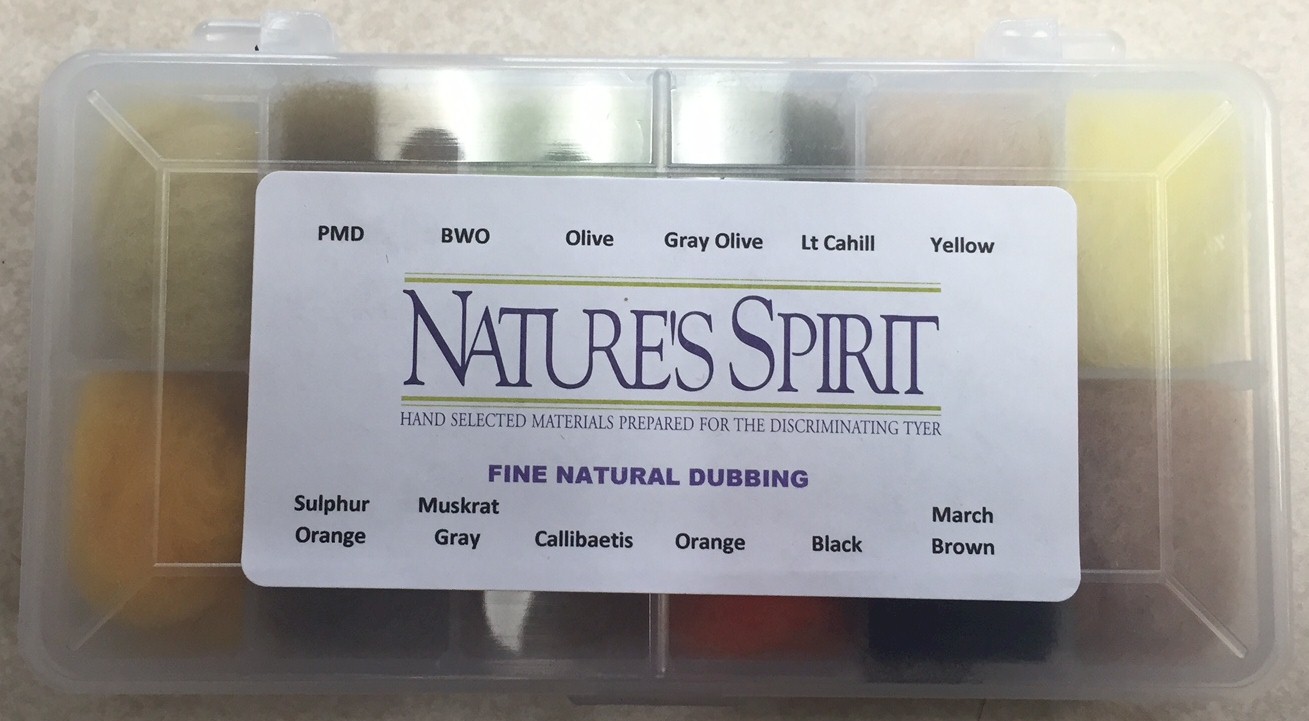 PMD BWO Olive Gray Olive Lt Cahill Yellow
NATURE'S SPIRIT
HAND SELECTED MATERIALS PREPARED FOR THE DISCRIMINATING TYER
FINE NATURAL DUBBING
Sulphur Muskrat March
Orange Gray Callibaetis Orange Black Brown